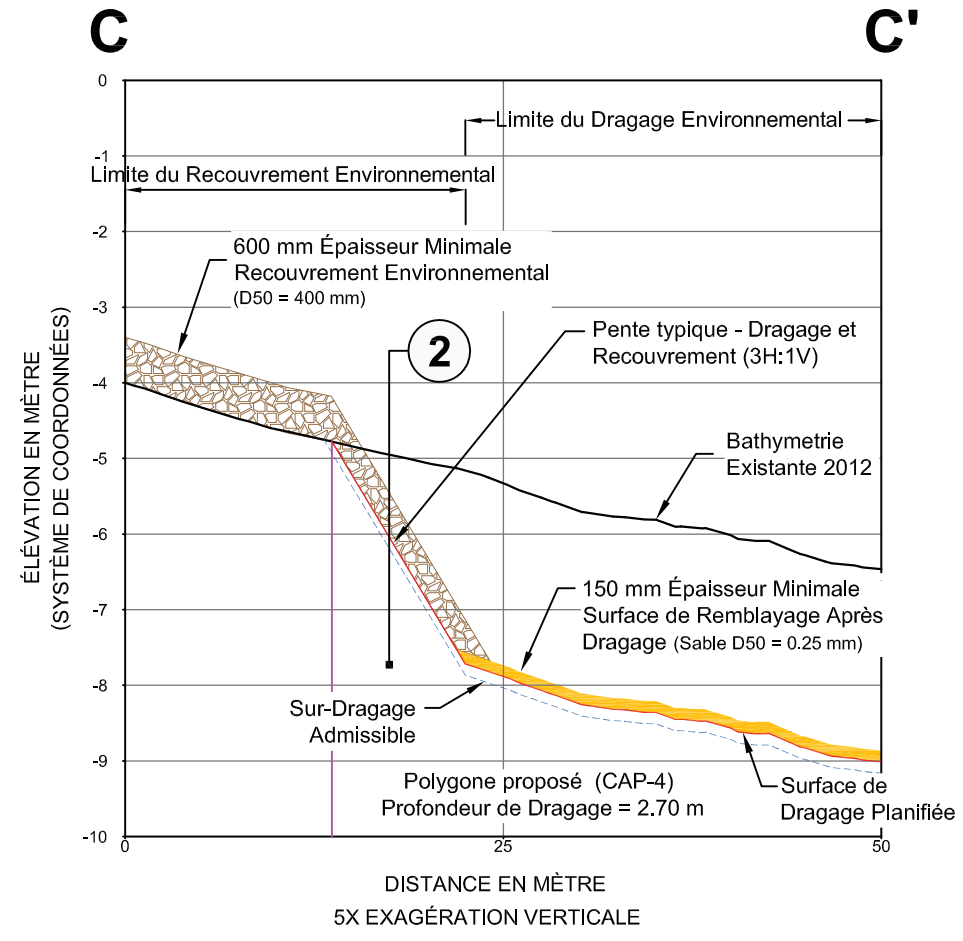 C
C'
0
Limite du Dragage Environnemental
-1
Limite du Recouvrement Environnemental
-2
600 mm Épaisseur Minimale
Recouvrement Environnemental
(D50 = 400 mm)
-3
2
Pente typique - Dragage et
Recouvrement (3H:1V)
-4
Bathymetrie
Existante 2012
-5
-6
150 mm Épaisseur Minimale
Surface de Remblayage Après
Dragage (Sable D50 = 0.25 mm)
-7
-8
Sur-Dragage
Admissible
-9
Polygone proposé (CAP-4)
Profondeur de Dragage = 2.70 m
Surface de
Dragage Planifiée
-10
0
25
50
ÉLÉVATION EN MÈTRE
(SYSTÈME DE COORDONNÉES)
DISTANCE EN MÈTRE
5X EXAGÉRATION VERTICALE